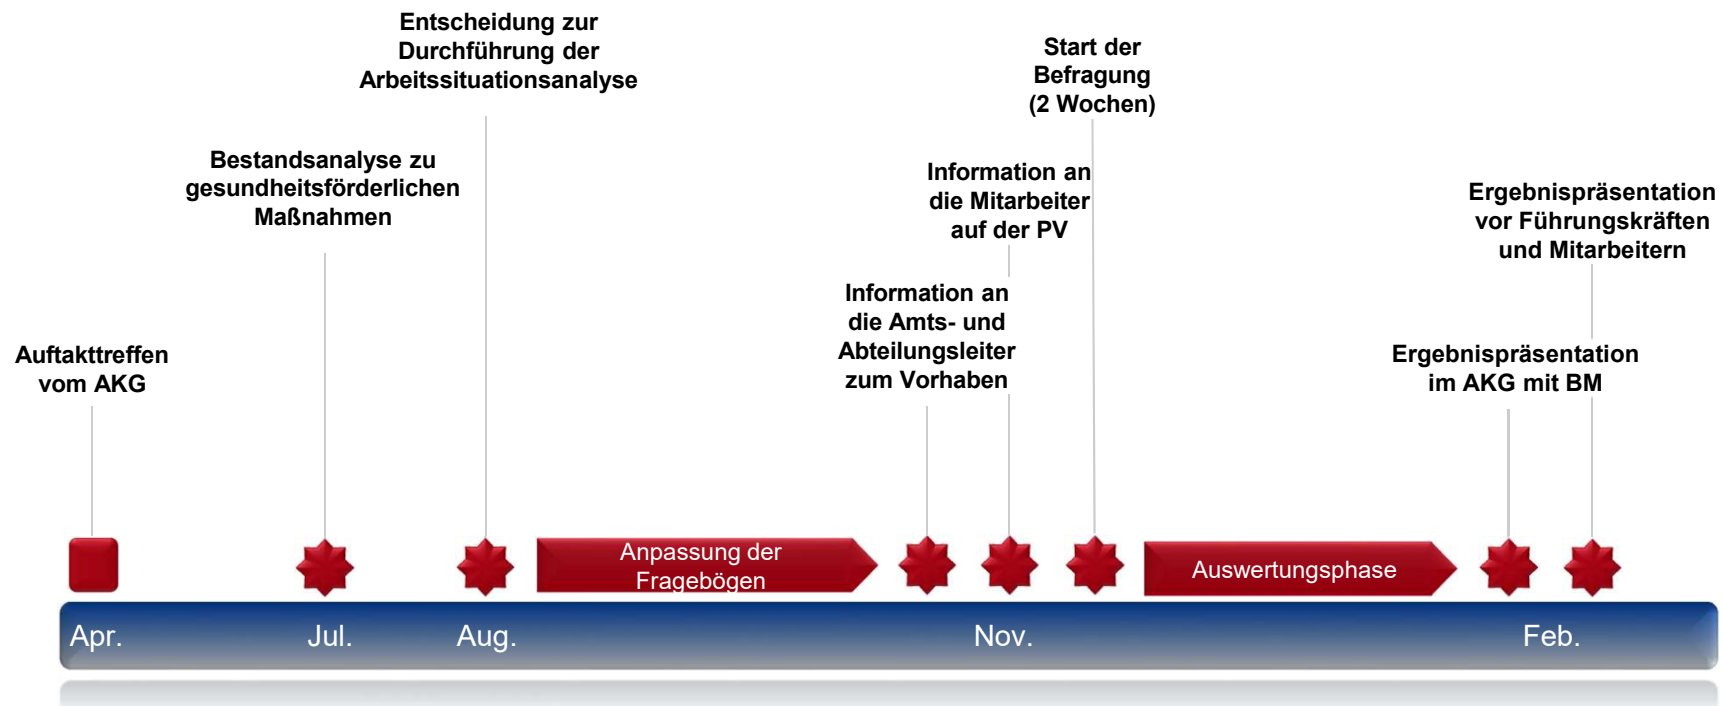 Entscheidung zur
Durchführung der
Arbeitssituationsanalyse
Start der
Befragung
(2 Wochen)
Bestandsanalyse zu
gesundheitsförderlichen
Maßnahmen
Information an
die Mitarbeiter
auf der PV
Ergebnispräsentation
vor Führungskräften
und Mitarbeitern
Information an
die Amts- und
Abteilungsleiter
zum Vorhaben
Auftakttreffen
vom AKG
Ergebnispräsentation
im AKG mit BM
Anpassung der
Fragebögen
Auswertungsphase
Apr.
Jul.
Aug.
Nov.
Feb.